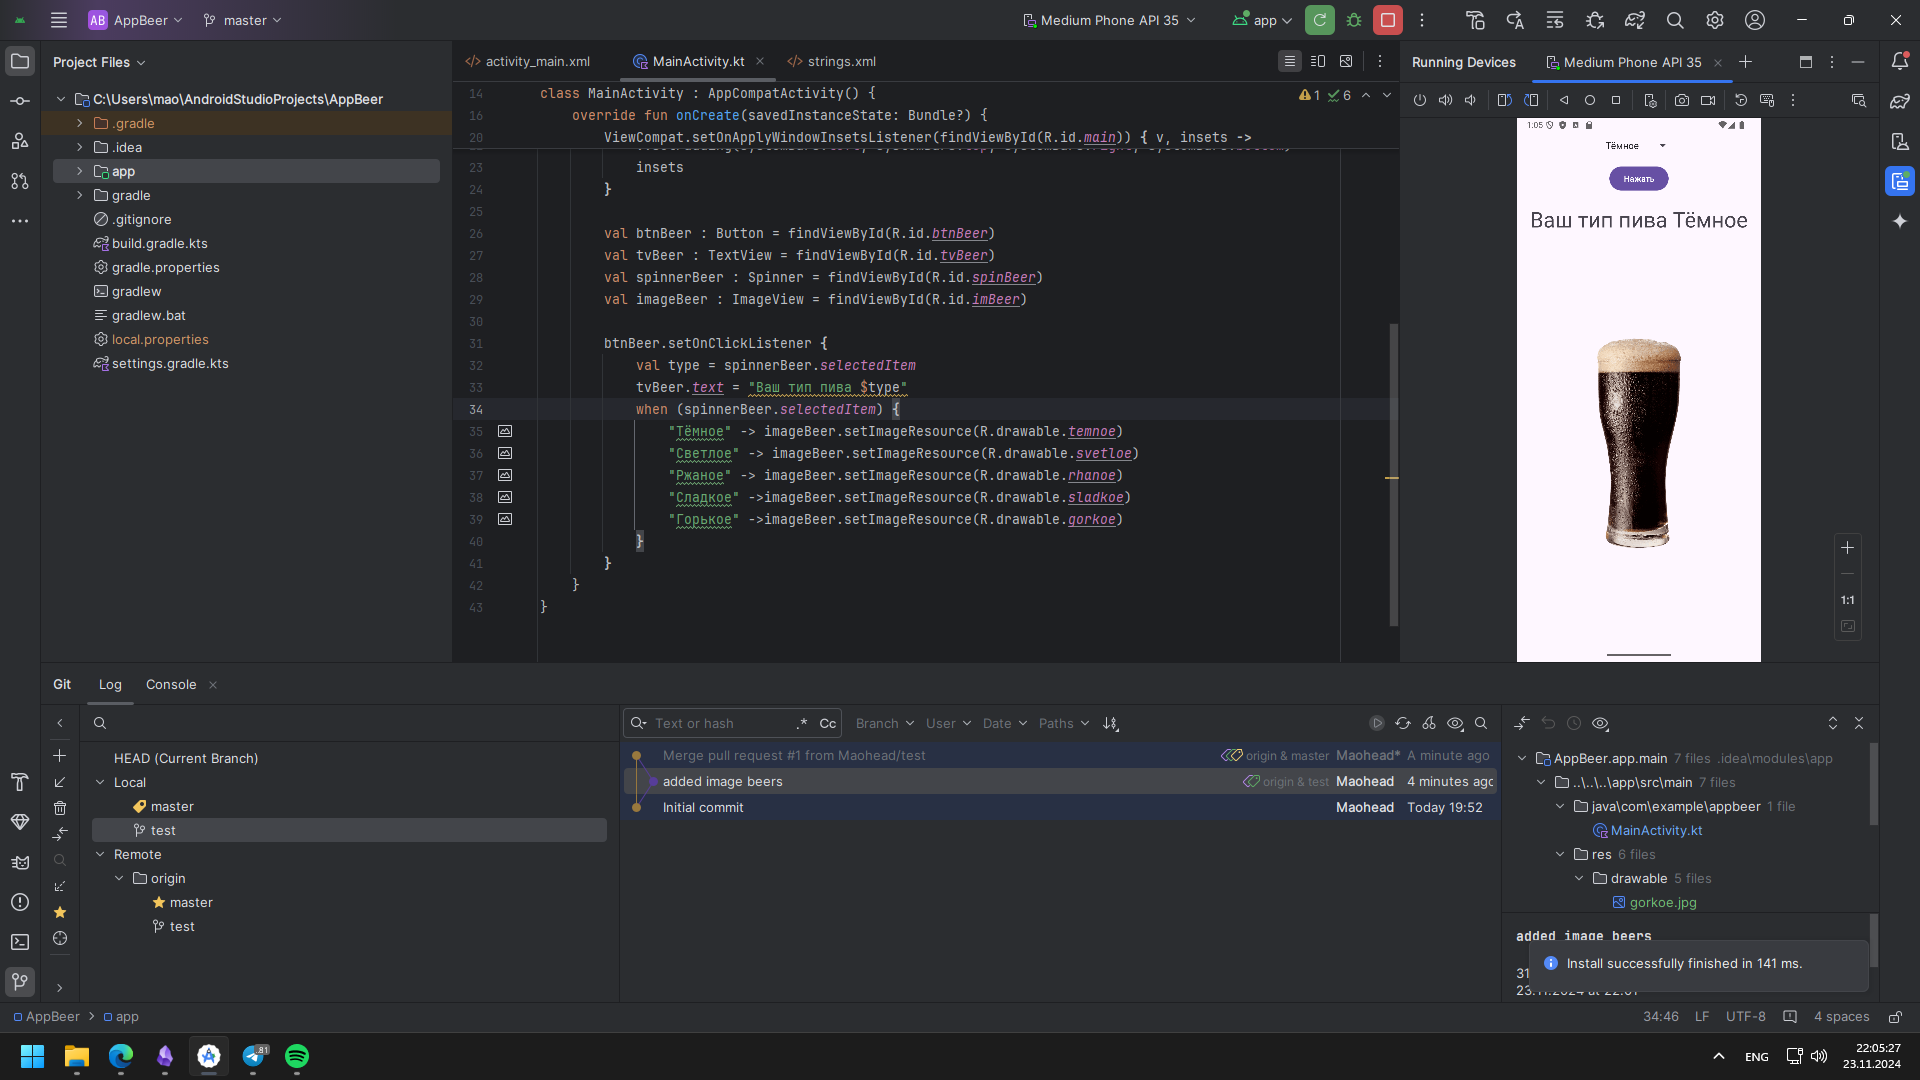 AB AppBeer master Medium Phone API 35 app
Project Files
C:\Users\mao\AndroidStudioProjects\AppBeer
.gradle
.idea
app
gradle
.gitignore
build.gradle.kts
gradle.properties
gradlew
gradlew.bat
local.properties
settings.gradle.kts
activity_main.xml MainActivity.kt strings.xml
1 6
14 class MainActivity : AppCompatActivity() {
16 override fun onCreate(savedInstanceState: Bundle?) {
20 ViewCompat.setOnApplyWindowInsetsListener(findViewById(R.id.main)) { v, insets ->
23 insets
24 }
25
26 val btnBeer : Button = findViewById(R.id.btnBeer)
27 val tvBeer : TextView = findViewById(R.id.tvBeer)
28 val spinnerBeer : Spinner = findViewById(R.id.spinBeer)
29 val imageBeer : ImageView = findViewById(R.id.imBeer)
30
31 btnBeer.setOnClickListener {
32 val type = spinnerBeer.selectedItem
33 tvBeer.text = "Ваш тип пива $type"
34 when (spinnerBeer.selectedItem) {
35 "Тёмное" -> imageBeer.setImageResource(R.drawable.temnoe)
36 "Светлое" -> imageBeer.setImageResource(R.drawable.svetloe)
37 "Ржаное" -> imageBeer.setImageResource(R.drawable.rhanoe)
38 "Сладкое" ->imageBeer.setImageResource(R.drawable.sladkoe)
39 "Горькое" ->imageBeer.setImageResource(R.drawable.gorkoe)
40 }
41 }
42 }
43 }
Running Devices Medium Phone API 35
1:05
Тёмное
Нажать
Ваш тип пива Тёмное
1:1
Git Log Console
HEAD (Current Branch)
Local
master
test
Remote
origin
master
test
Text or hash .* Cc Branch User Date Paths
Merge pull request #1 from Maohead/test origin & master Maohead* A minute ago
added image beers origin & test Maohead 4 minutes ago
Initial commit Maohead Today 19:52
AppBeer.app.main 7 files .idea\modules\app
..\..\..\app\src\main 7 files
java\com\example\appbeer 1 file
MainActivity.kt
res 6 files
drawable 5 files
gorkoe.jpg
added image beers
Install successfully finished in 141 ms.
AppBeer app
34:46 LF UTF-8 4 spaces
81
ENG
22:05:27
23.11.2024